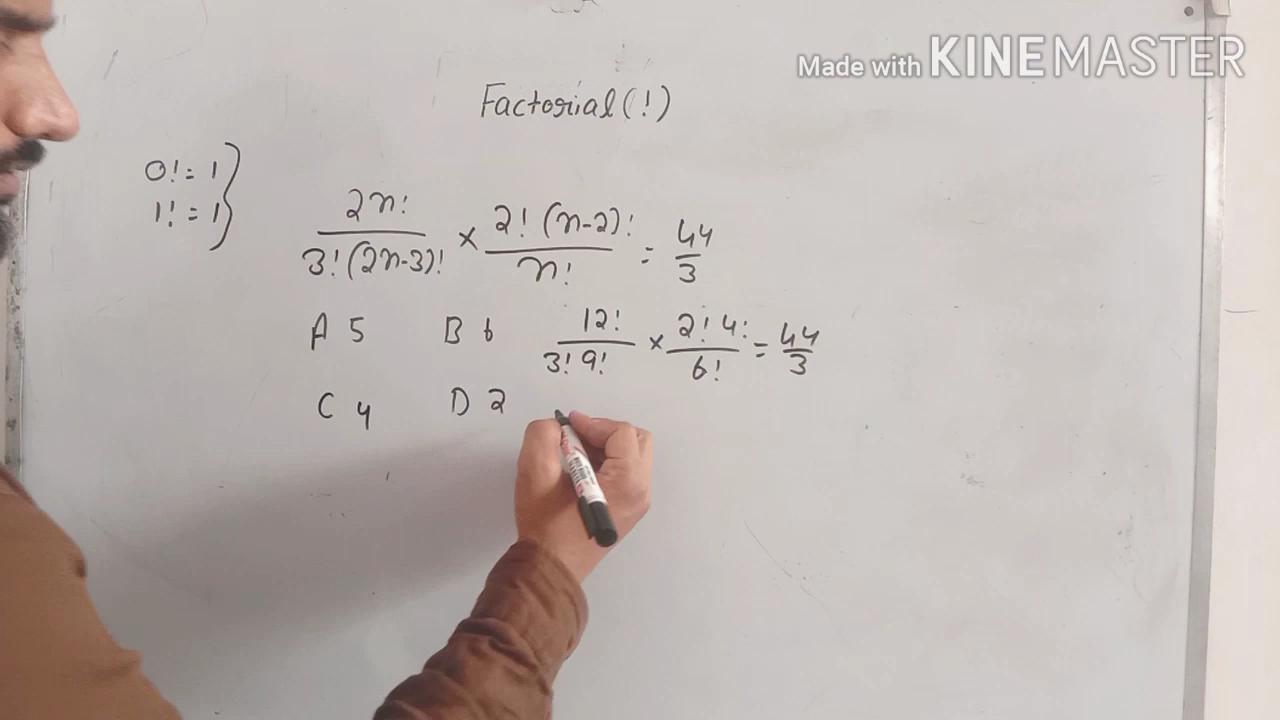 Made with KINEMASTER
Factorial (!)
0! = 1
1! = 1
2n! / 3! (2n-3)! × 2! (n-2)! / n! = 44/3
A 5 B 6
12! / 3! 9! × 2! 4! / 6! = 44/3
C 4 D 2